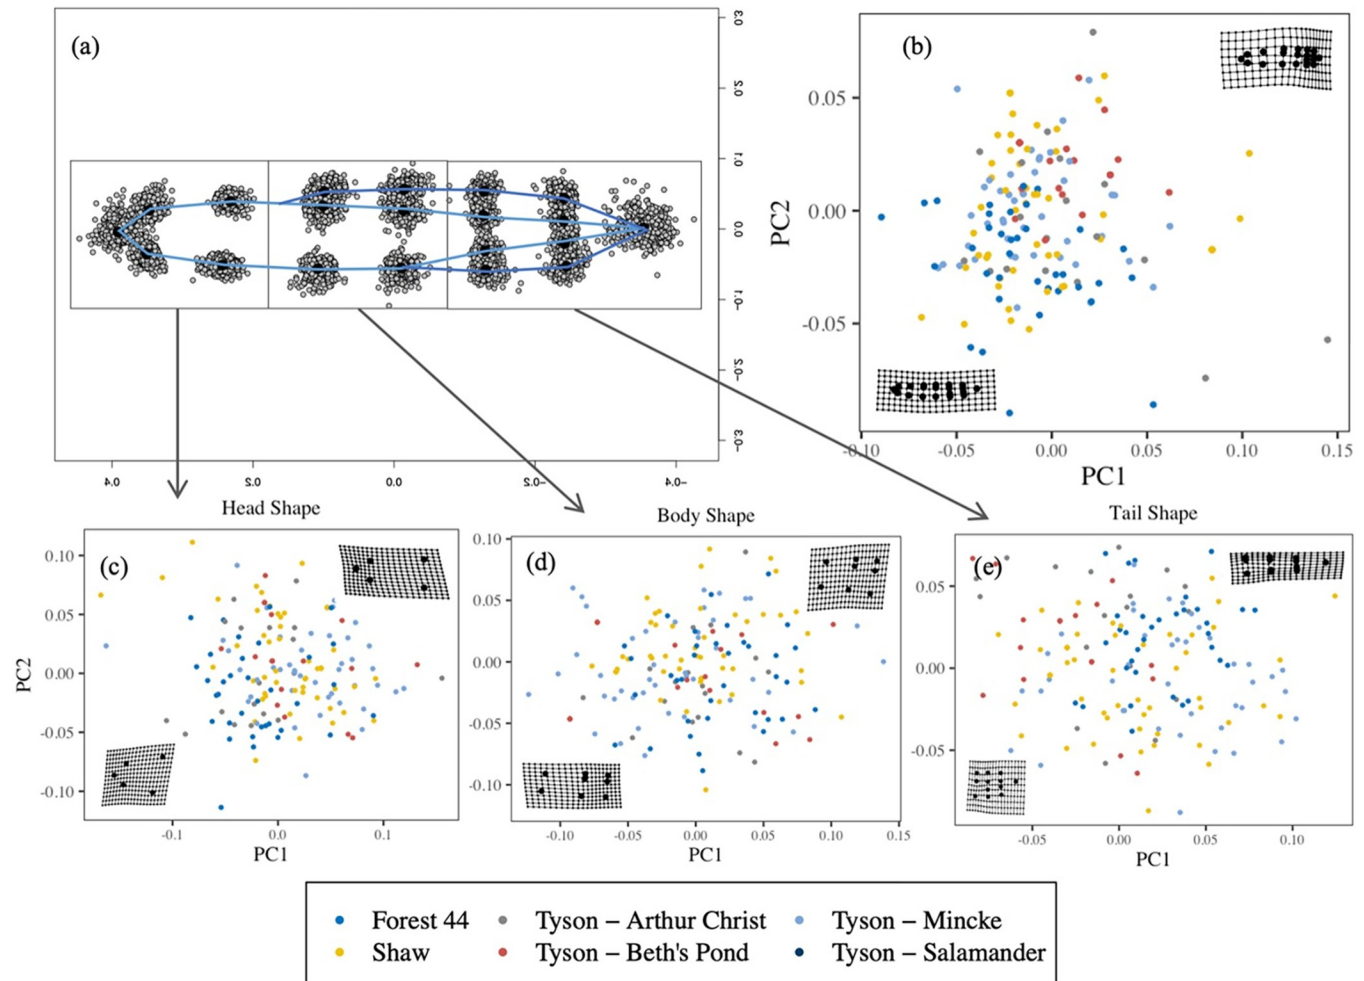 (a)
0.3
0.2
0.1
0.0
-0.1
-0.2
-0.3
0.4
0.2
0.0
-0.2
-0.4
(b)
PC2
0.05
0.00
-0.05
-0.10
-0.05
0.00
0.05
0.10
0.15
PC1
Head Shape
Body Shape
Tail Shape
(c)
PC2
0.10
0.05
0.00
-0.05
-0.10
-0.1
0.0
0.1
PC1
(d)
0.10
0.05
0.00
-0.05
-0.10
-0.10
-0.05
0.00
0.05
0.10
0.15
PC1
(e)
0.05
0.00
-0.05
-0.05
0.00
0.05
0.10
PC1
Forest 44
Tyson – Arthur Christ
Tyson – Mincke
Shaw
Tyson – Beth's Pond
Tyson – Salamander